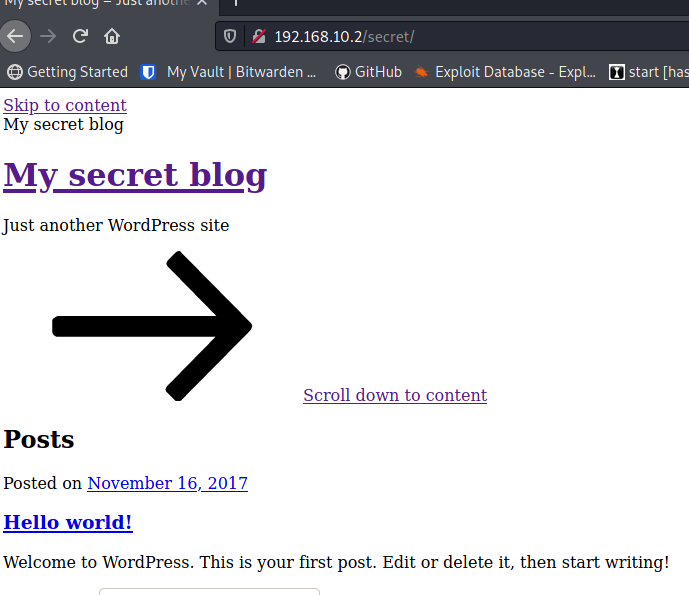 My secret blog – Just anothe
192.168.10.2/secret/
Getting Started My Vault | Bitwarden ... GitHub Exploit Database - Expl... start [has
Skip to content
My secret blog
My secret blog
Just another WordPress site
Scroll down to content
Posts
Posted on November 16, 2017
Hello world!
Welcome to WordPress. This is your first post. Edit or delete it, then start writing!